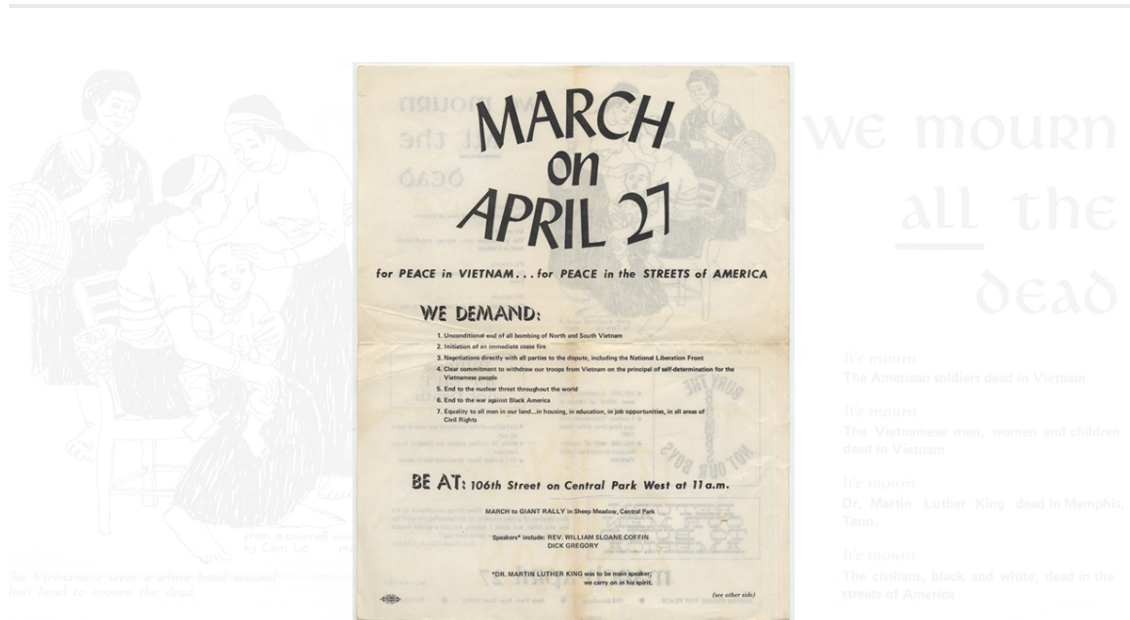 MARCH
on
APRIL 27
for PEACE in VIETNAM...for PEACE in the STREETS of AMERICA
WE DEMAND:
1. Unconditional end of all bombing of North and South Vietnam
2. Initiation of an immediate cease fire
3. Negotiations directly with all parties to the dispute, including the National Liberation Front
4. Clear commitment to withdraw our troops from Vietnam on the principal of self-determination for the
Vietnamese people
5. End to the nuclear threat throughout the world
6. End to the war against Black America
7. Equality to all men in our land...in housing, in education, in job opportunities, in all areas of
Civil Rights
BE AT: 106th Street on Central Park West at 11 a.m.
MARCH to GIANT RALLY in Sheep Meadow, Central Park
Speakers* include: REV. WILLIAM SLOANE COFFIN
DICK GREGORY
*DR. MARTIN LUTHER KING was to be main speaker;
we carry on in his spirit.
(see other side)
we mourn
all the
dead
We mourn
The American soldiers dead in Vietnam
We mourn
The Vietnamese men, women and children
dead in Vietnam
We mourn
Dr. Martin Luther King dead in Memphis,
Tenn.
We mourn
The civilians, black and white, dead in the
streets of America
from a colored
by Cam Le
The Vietnamese wear a white band around
their head to mourn the dead.